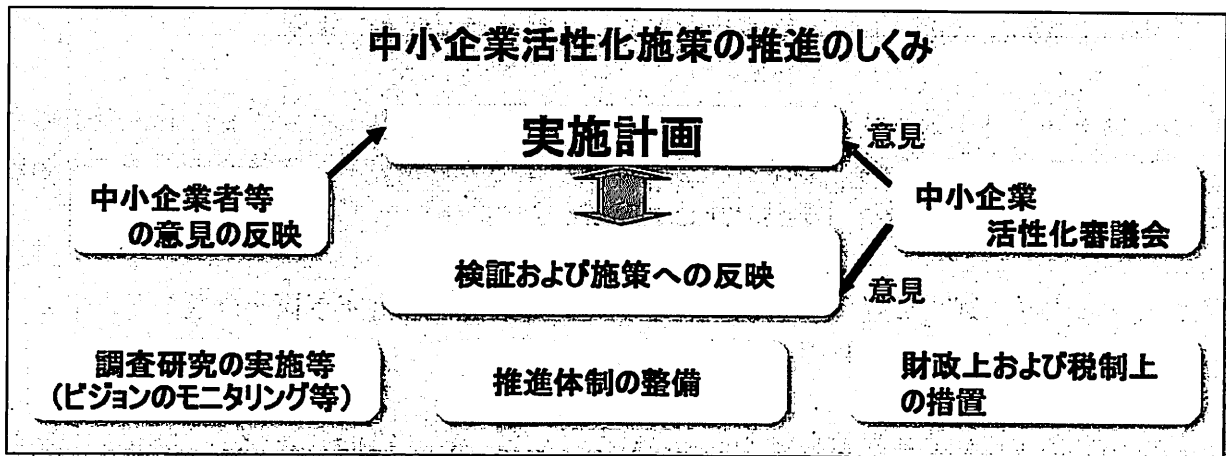 中小企業活性化施策の推進のしくみ
実施計画
意見
中小企業者等
の意見の反映
中小企業
活性化審議会
検証および施策への反映
意見
調査研究の実施等
(ビジョンのモニタリング等)
推進体制の整備
財政上および税制上
の措置